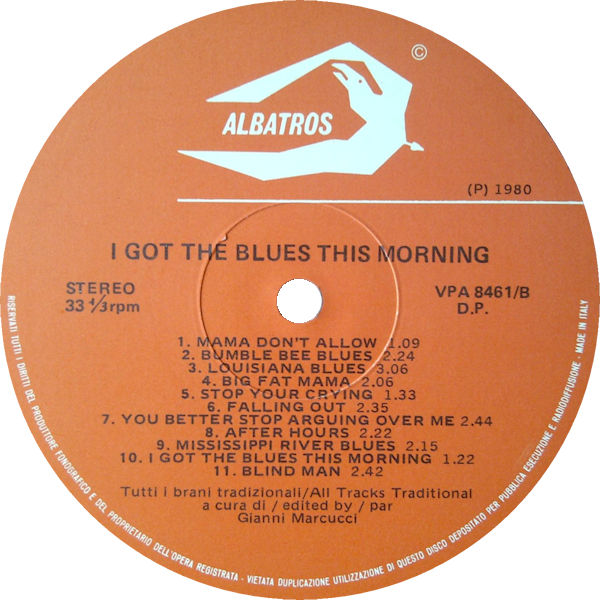 ©
ALBATROS
(P) 1980
I GOT THE BLUES THIS MORNING
STEREO
33 1/3 rpm
VPA 8461/B
D.P.
1. MAMA DON'T ALLOW 1.09
2. BUMBLE BEE BLUES 2.24
3. LOUISIANA BLUES 3.06
4. BIG FAT MAMA 2.06
5. STOP YOUR CRYING 1.33
6. FALLING OUT 2.35
7. YOU BETTER STOP ARGUING OVER ME 2.44
8. AFTER HOURS 2.22
9. MISSISSIPPI RIVER BLUES 2.15
10. I GOT THE BLUES THIS MORNING 1.22
11. BLIND MAN 2.42
Tutti i brani tradizionali/All Tracks Traditional
a cura di / edited by / par
Gianni Marcucci
RISERVATI TUTTI I DIRITTI DEL PRODUTTORE FONOGRAFICO E DEL PROPRIETARIO DELL'OPERA REGISTRATA - VIETATA DUPLICAZIONE UTILIZZAZIONE DI QUESTO DISCO DEPOSITATO PER PUBBLICA ESECUZIONE E RADIODIFFUSIONE - MADE IN ITALY